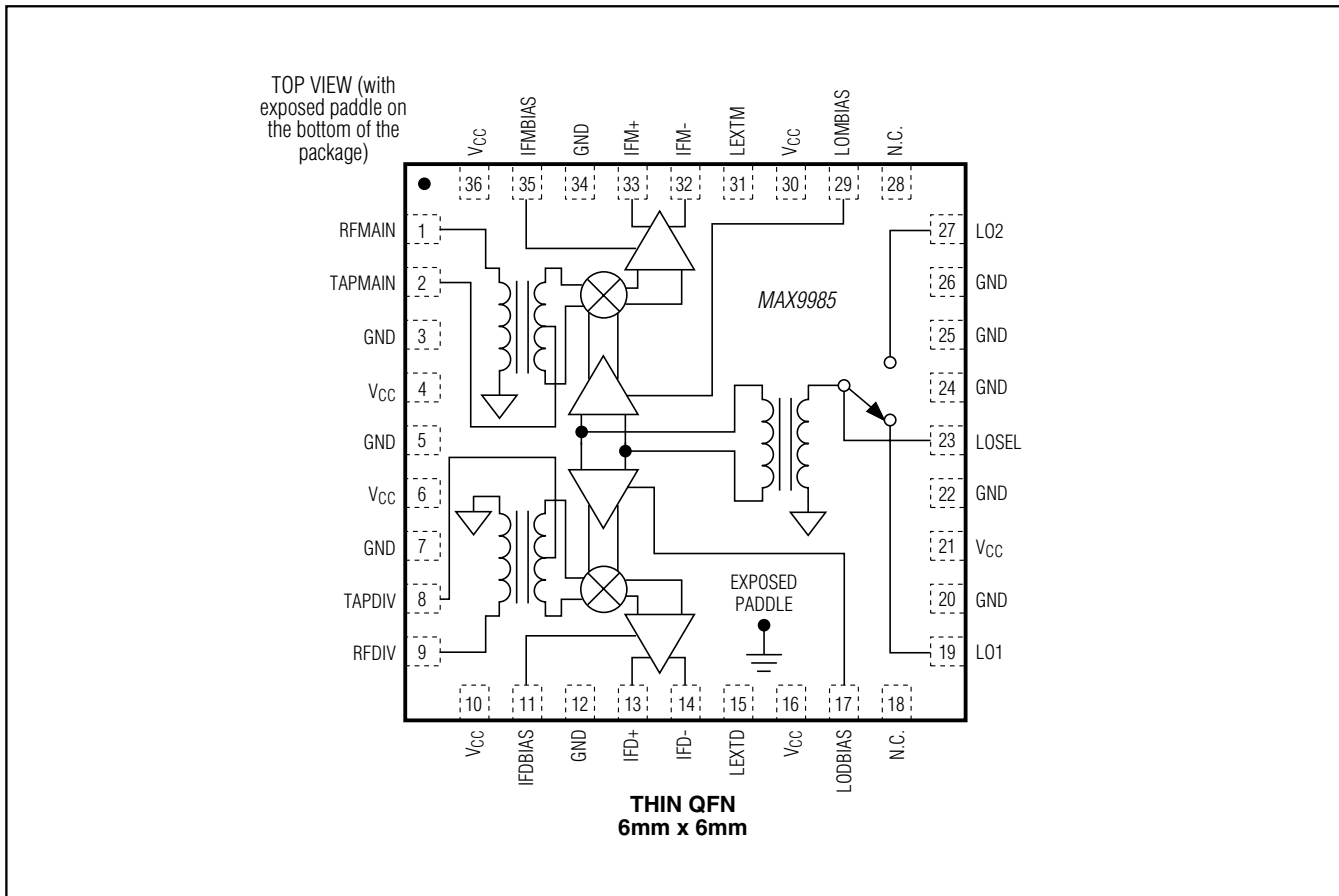 TOP VIEW (with
exposed paddle on
the bottom of the
package)
VCC
IFMBIAS
GND
IFM+
IFM-
LEXTM
VCC
LOMBIAS
N.C.
36
35
34
33
32
31
30
29
28
RFMAIN 1
TAPMAIN 2
GND 3
VCC 4
GND 5
VCC 6
GND 7
TAPDIV 8
RFDIV 9
MAX9985
EXPOSED
PADDLE
27 LO2
26 GND
25 GND
24 GND
23 LOSEL
22 GND
21 VCC
20 GND
19 LO1
10
11
12
13
14
15
16
17
18
VCC
IFDBIAS
GND
IFD+
IFD-
LEXTD
VCC
LODBIAS
N.C.
THIN QFN
6mm x 6mm